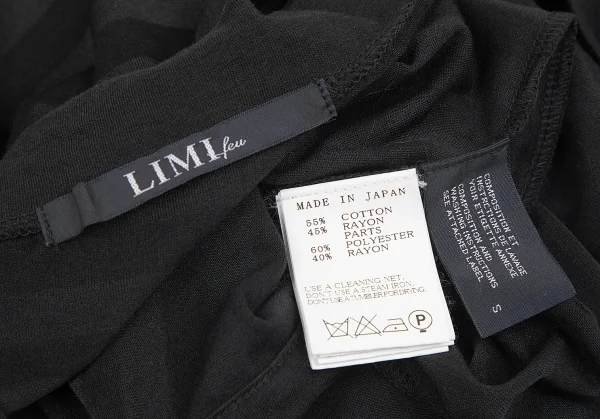 LIMI feu
MADE IN JAPAN
55% COTTON
45% RAYON
PARTS
60% POLYESTER
40% RAYON
USE A CLEANING NET.
DON'T USE A STEAM IRON.
DON'T USE A TUMBLER FOR DRYING.
P
COMPOSITION ET
INSTRUCTIONS DE LAVAGE
VOIR ETIQUETTE ANNEXE
COMPOSITION AND
WASHING INSTRUCTIONS
SEE ATTACHED LABEL
S